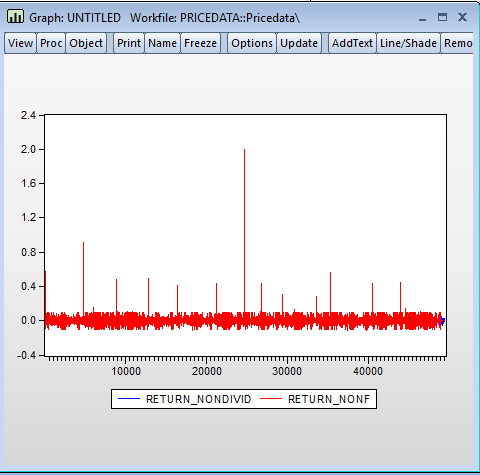 Graph: UNTITLED Workfile: PRICEDATA::Pricedata\
View Proc Object Print Name Freeze Options Update AddText Line/Shade Remo
2.4
2.0
1.6
1.2
0.8
0.4
0.0
-0.4
10000 20000 30000 40000
RETURN_NONDIVID RETURN_NONF